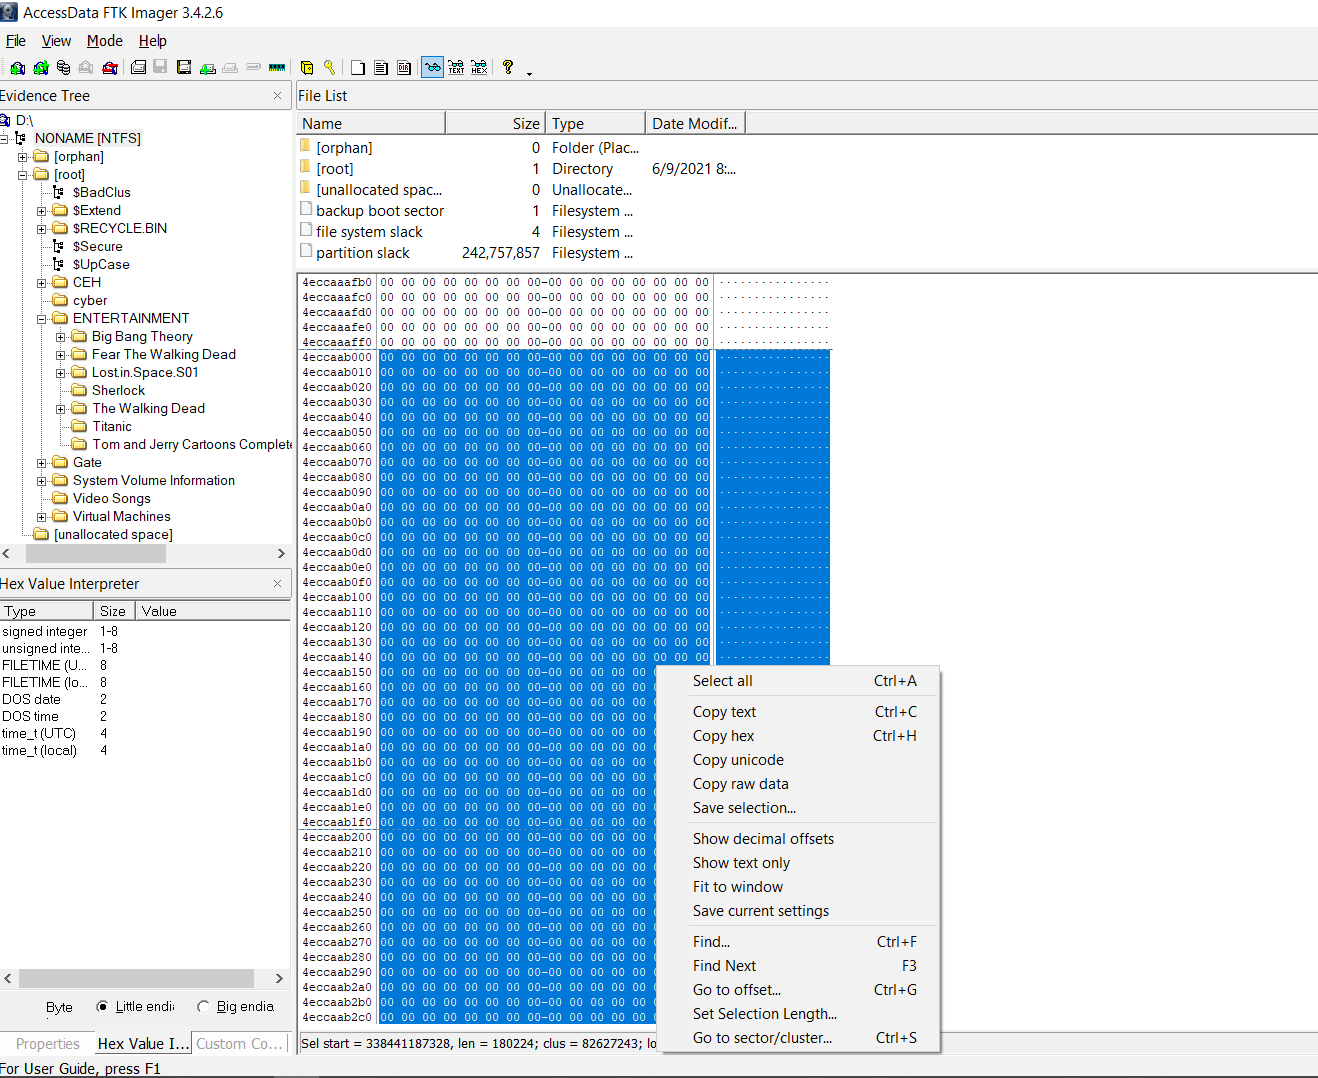 AccessData FTK Imager 3.4.2.6
File View Mode Help
Evidence Tree
D:\
NONAME [NTFS]
[orphan]
[root]
$BadClus
$Extend
$RECYCLE.BIN
$Secure
$UpCase
CEH
cyber
ENTERTAINMENT
Big Bang Theory
Fear The Walking Dead
Lost.in.Space.S01
Sherlock
The Walking Dead
Titanic
Tom and Jerry Cartoons Complete
Gate
System Volume Information
Video Songs
Virtual Machines
[unallocated space]
Hex Value Interpreter
Type Size Value
signed integer 1-8
unsigned inte... 1-8
FILETIME (U... 8
FILETIME (lo... 8
DOS date 2
DOS time 2
time_t (UTC) 4
time_t (local) 4
Byte Little endi Big endia
Properties Hex Value I... Custom Co...
For User Guide, press F1
File List
Name Size Type Date Modif...
[orphan] 0 Folder (Plac...
[root] 1 Directory 6/9/2021 8:...
[unallocated spac... 0 Unallocate...
backup boot sector 1 Filesystem ...
file system slack 4 Filesystem ...
partition slack 242,757,857 Filesystem ...
4eccaaafb0 00 00 00 00 00 00 00 00-00 00 00 00 00 00 00 00 ················
4eccaaafc0 00 00 00 00 00 00 00 00-00 00 00 00 00 00 00 00 ················
4eccaaafd0 00 00 00 00 00 00 00 00-00 00 00 00 00 00 00 00 ················
4eccaaafe0 00 00 00 00 00 00 00 00-00 00 00 00 00 00 00 00 ················
4eccaaaff0 00 00 00 00 00 00 00 00-00 00 00 00 00 00 00 00 ················
4eccaab000 00 00 00 00 00 00 00 00-00 00 00 00 00 00 00 00 ················
4eccaab010 00 00 00 00 00 00 00 00-00 00 00 00 00 00 00 00 ················
4eccaab020 00 00 00 00 00 00 00 00-00 00 00 00 00 00 00 00 ················
4eccaab030 00 00 00 00 00 00 00 00-00 00 00 00 00 00 00 00 ················
4eccaab040 00 00 00 00 00 00 00 00-00 00 00 00 00 00 00 00 ················
4eccaab050 00 00 00 00 00 00 00 00-00 00 00 00 00 00 00 00 ················
4eccaab060 00 00 00 00 00 00 00 00-00 00 00 00 00 00 00 00 ················
4eccaab070 00 00 00 00 00 00 00 00-00 00 00 00 00 00 00 00 ················
4eccaab080 00 00 00 00 00 00 00 00-00 00 00 00 00 00 00 00 ················
4eccaab090 00 00 00 00 00 00 00 00-00 00 00 00 00 00 00 00 ················
4eccaab0a0 00 00 00 00 00 00 00 00-00 00 00 00 00 00 00 00 ················
4eccaab0b0 00 00 00 00 00 00 00 00-00 00 00 00 00 00 00 00 ················
4eccaab0c0 00 00 00 00 00 00 00 00-00 00 00 00 00 00 00 00 ················
4eccaab0d0 00 00 00 00 00 00 00 00-00 00 00 00 00 00 00 00 ················
4eccaab0e0 00 00 00 00 00 00 00 00-00 00 00 00 00 00 00 00 ················
4eccaab0f0 00 00 00 00 00 00 00 00-00 00 00 00 00 00 00 00 ················
4eccaab100 00 00 00 00 00 00 00 00-00 00 00 00 00 00 00 00 ················
4eccaab110 00 00 00 00 00 00 00 00-00 00 00 00 00 00 00 00 ················
4eccaab120 00 00 00 00 00 00 00 00-00 00 00 00 00 00 00 00 ················
4eccaab130 00 00 00 00 00 00 00 00-00 00 00 00 00 00 00 00 ················
4eccaab140 00 00 00 00 00 00 00 00-00 00 00 00 00 00 00 00 ················
4eccaab150 00 00 00 00 00 00 00 00-00 00 00 00 00
4eccaab160 00 00 00 00 00 00 00 00-00 00 00 00 00
4eccaab170 00 00 00 00 00 00 00 00-00 00 00 00 00
4eccaab180 00 00 00 00 00 00 00 00-00 00 00 00 00
4eccaab190 00 00 00 00 00 00 00 00-00 00 00 00 00
4eccaab1a0 00 00 00 00 00 00 00 00-00 00 00 00 00
4eccaab1b0 00 00 00 00 00 00 00 00-00 00 00 00 00
4eccaab1c0 00 00 00 00 00 00 00 00-00 00 00 00 00
4eccaab1d0 00 00 00 00 00 00 00 00-00 00 00 00 00
4eccaab1e0 00 00 00 00 00 00 00 00-00 00 00 00 00
4eccaab1f0 00 00 00 00 00 00 00 00-00 00 00 00 00
4eccaab200 00 00 00 00 00 00 00 00-00 00 00 00 00
4eccaab210 00 00 00 00 00 00 00 00-00 00 00 00 00
4eccaab220 00 00 00 00 00 00 00 00-00 00 00 00 00
4eccaab230 00 00 00 00 00 00 00 00-00 00 00 00 00
4eccaab240 00 00 00 00 00 00 00 00-00 00 00 00 00
4eccaab250 00 00 00 00 00 00 00 00-00 00 00 00 00
4eccaab260 00 00 00 00 00 00 00 00-00 00 00 00 00
4eccaab270 00 00 00 00 00 00 00 00-00 00 00 00 00
4eccaab280 00 00 00 00 00 00 00 00-00 00 00 00 00
4eccaab290 00 00 00 00 00 00 00 00-00 00 00 00 00
4eccaab2a0 00 00 00 00 00 00 00 00-00 00 00 00 00
4eccaab2b0 00 00 00 00 00 00 00 00-00 00 00 00 00
4eccaab2c0 00 00 00 00 00 00 00 00-00 00 00 00 00
Sel start = 338441187328, len = 180224; clus = 82627243; lo
Select all Ctrl+A
Copy text Ctrl+C
Copy hex Ctrl+H
Copy unicode
Copy raw data
Save selection...
Show decimal offsets
Show text only
Fit to window
Save current settings
Find... Ctrl+F
Find Next F3
Go to offset... Ctrl+G
Set Selection Length...
Go to sector/cluster... Ctrl+S